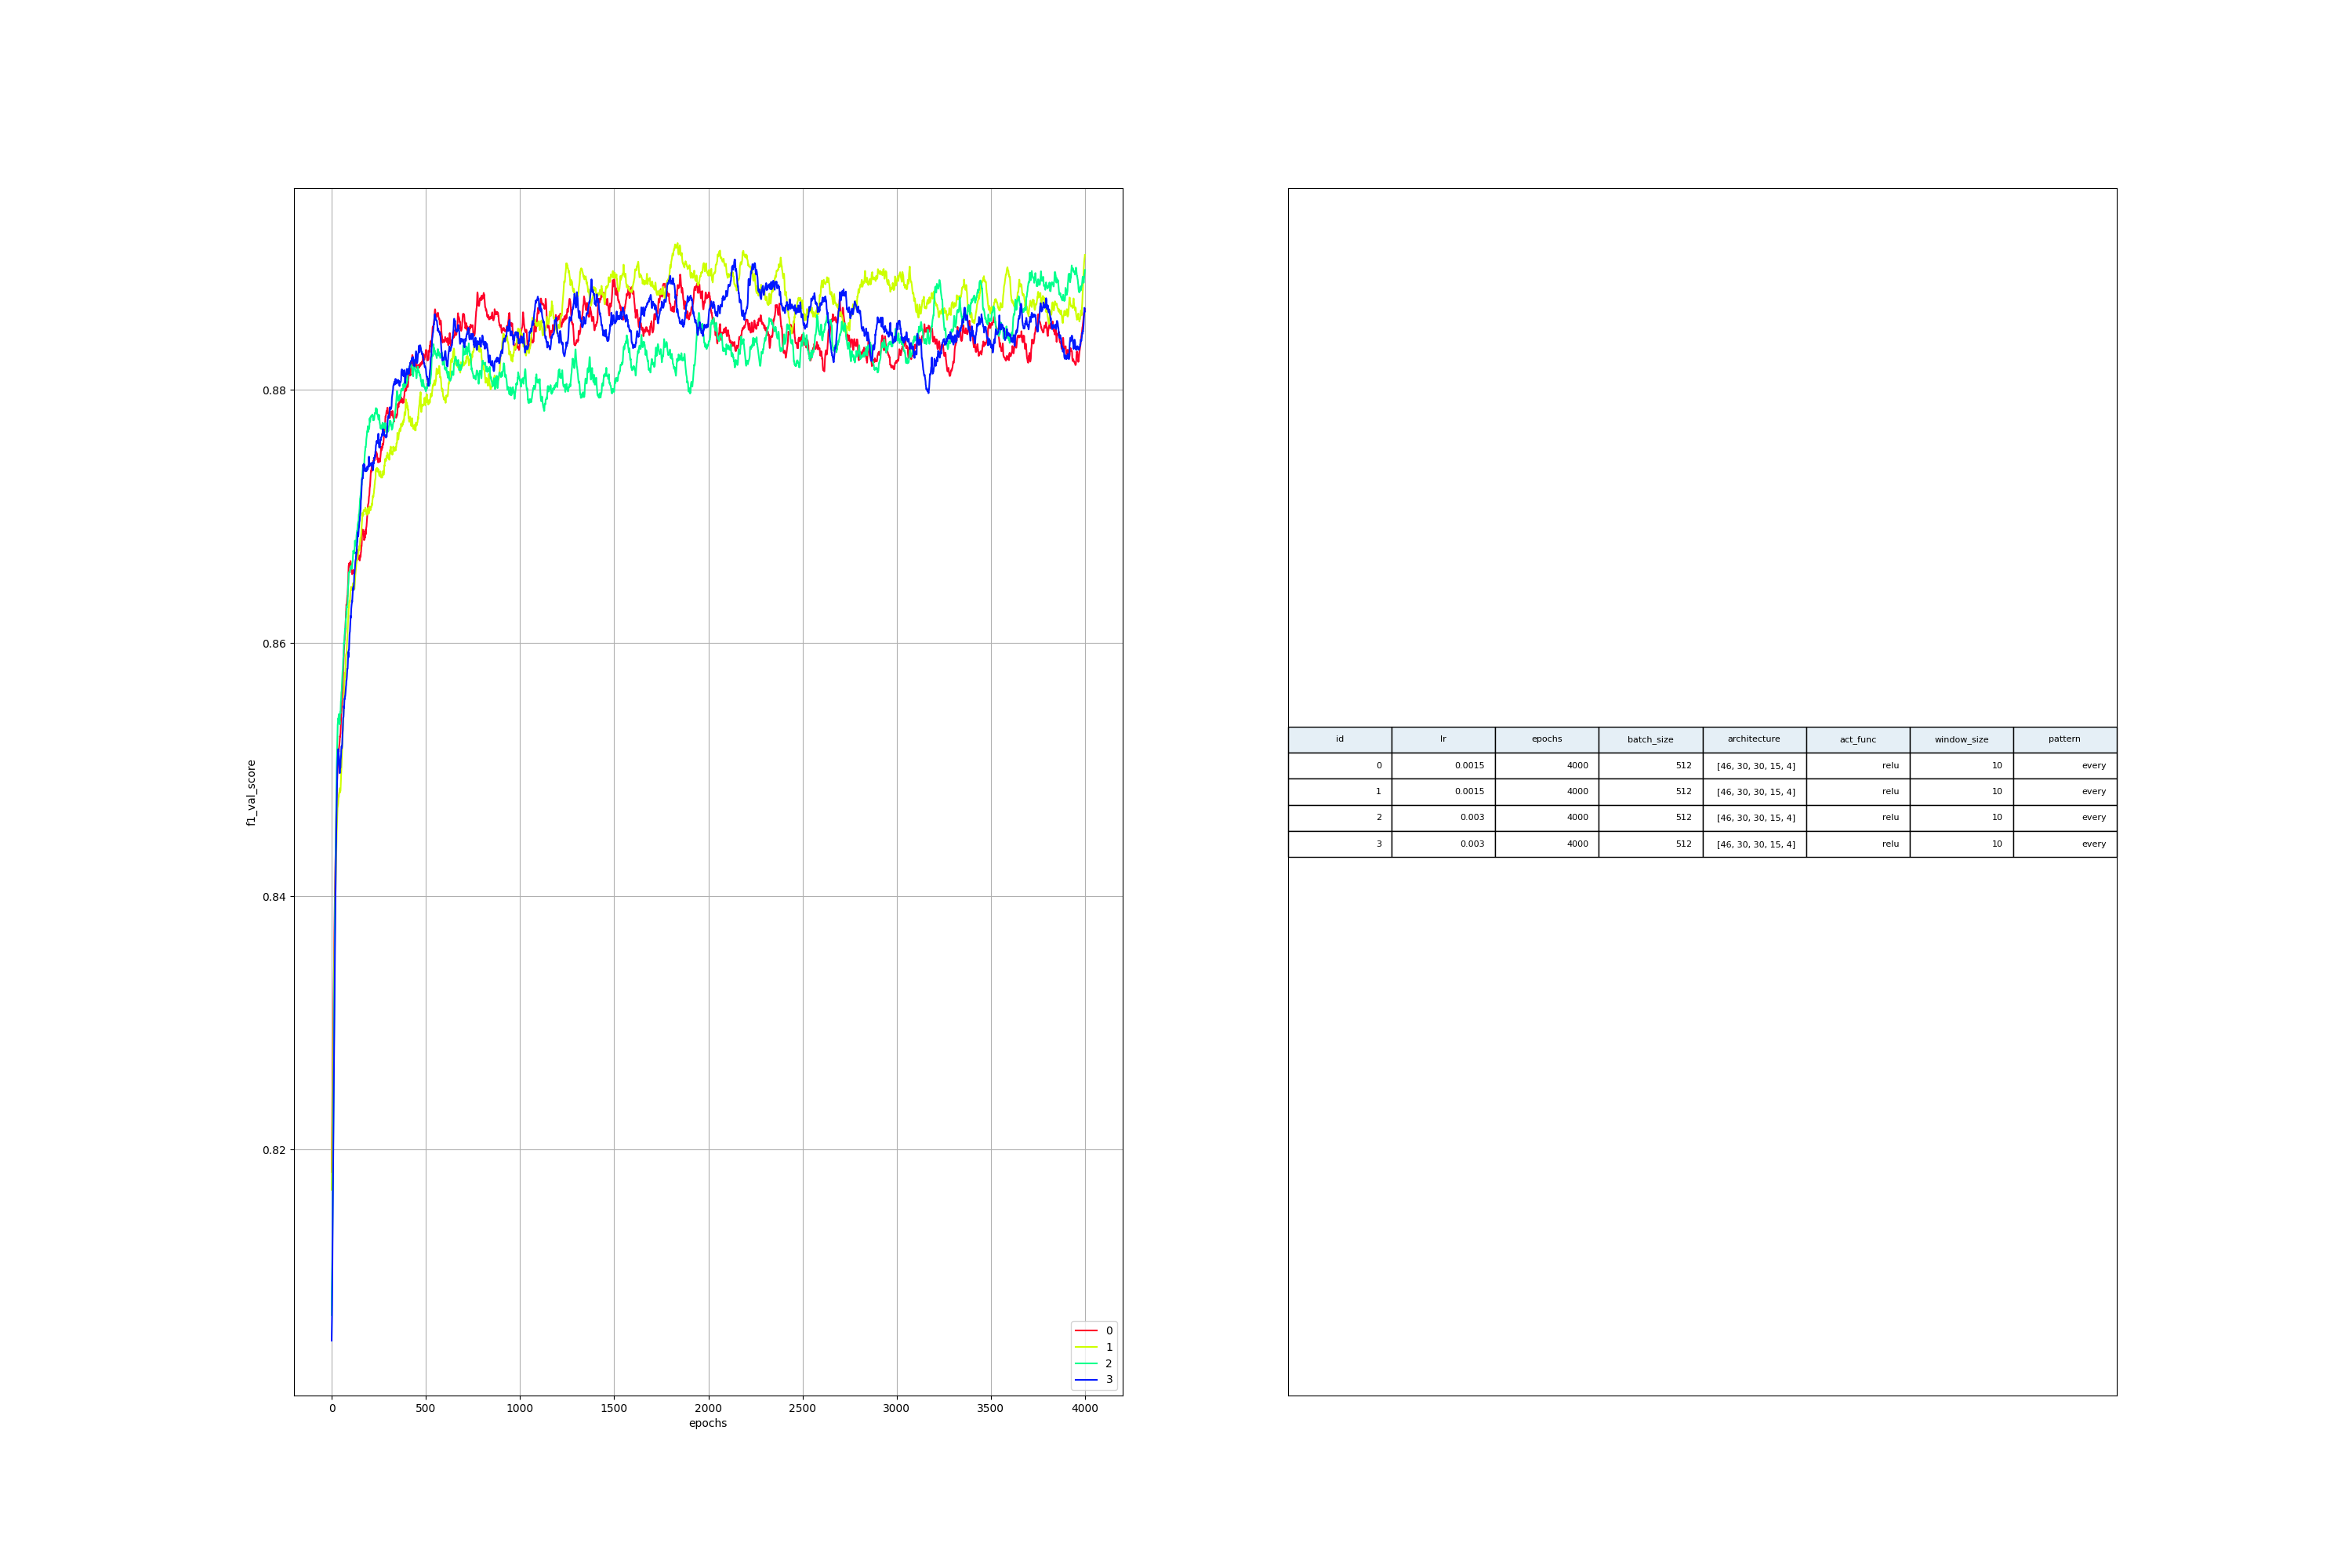 f1_val_score
0.88
0.86
0.84
0.82
0 500 1000 1500 2000 2500 3000 3500 4000
epochs
0
1
2
3
id lr epochs batch_size architecture act_func window_size pattern
0 0.0015 4000 512 [46, 30, 30, 15, 4] relu 10 every
1 0.0015 4000 512 [46, 30, 30, 15, 4] relu 10 every
2 0.003 4000 512 [46, 30, 30, 15, 4] relu 10 every
3 0.003 4000 512 [46, 30, 30, 15, 4] relu 10 every